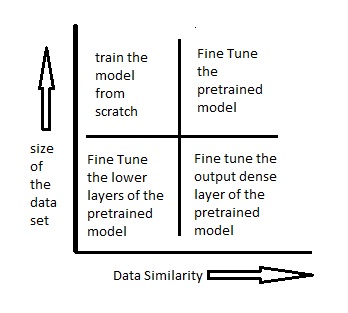 train the
model
from
scratch
Fine Tune
the
pretrained
model
size
of
the
data
set
Fine Tune
the lower
layers of the
pretrained
model
Fine tune the
output dense
layer of the
pretrained
model
Data Similarity